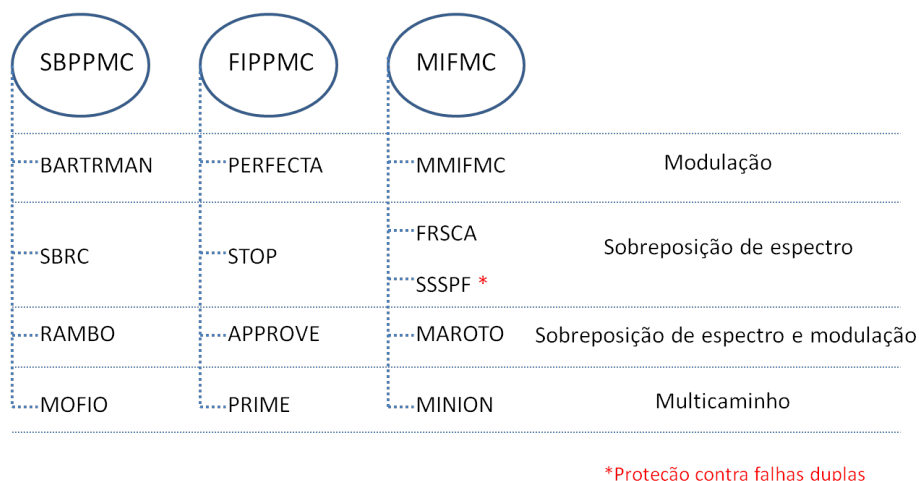 SBPPMC FIPPMC MIFMC
BARTRMAN PERFECTA MMIFMC Modulação
FRSCA
SBRC STOP Sobreposição de espectro
SSSPF *
RAMBO APPROVE MAROTO Sobreposição de espectro e modulação
MOFIO PRIME MINION Multicaminho
*Proteção contra falhas duplas